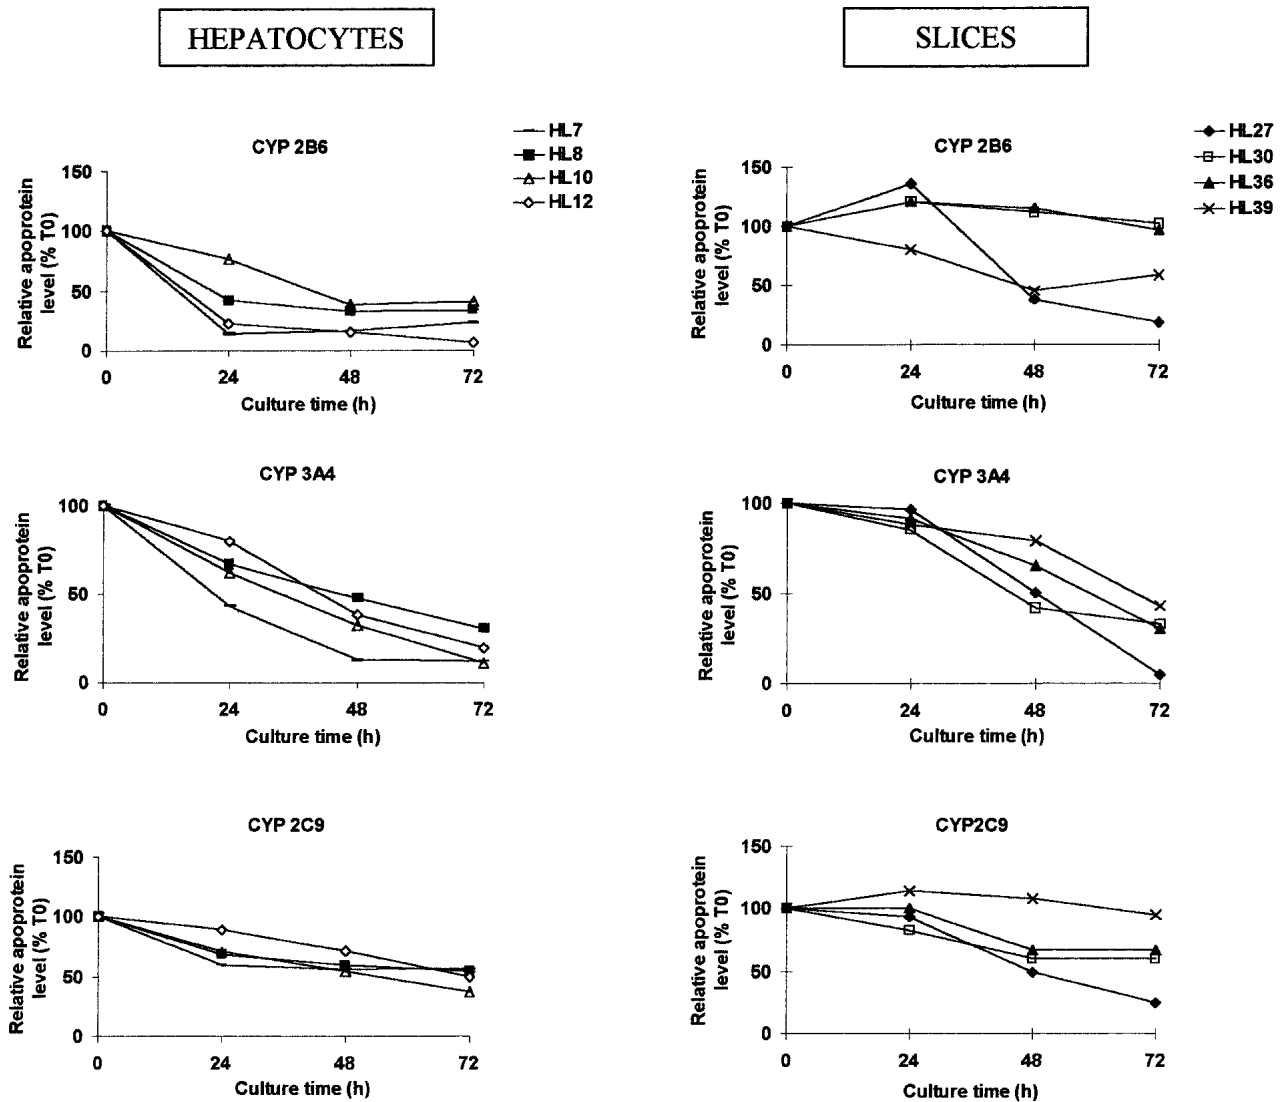 HEPATOCYTES
SLICES
CYP 2B6
HL7
HL8
HL10
HL12
Relative apoprotein
level (% T0)
150
100
50
0
0 24 48 72
Culture time (h)
CYP 2B6
HL27
HL30
HL36
HL39
Relative apoprotein
level (% T0)
150
100
50
0
0 24 48 72
Culture time (h)
CYP 3A4
Relative apoprotein
level (% T0)
100
50
0
0 24 48 72
Culture time (h)
CYP 3A4
Relative apoprotein
level (% T0)
100
50
0
0 24 48 72
Culture time (h)
CYP 2C9
Relative apoprotein
level (% T0)
150
100
50
0
0 24 48 72
Culture time (h)
CYP2C9
Relative apoprotein
level (% T0)
150
100
50
0
0 24 48 72
Culture time (h)